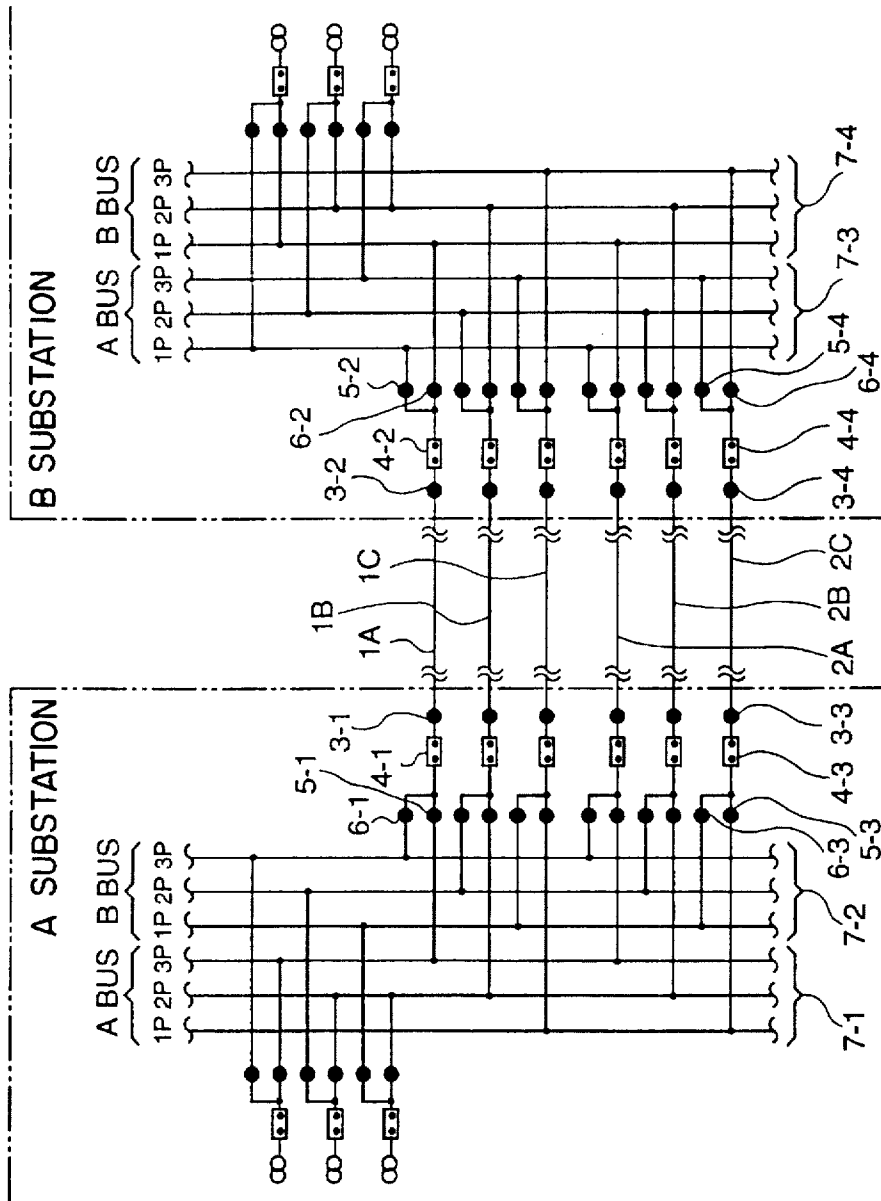 B SUBSTATION
A BUS
B BUS
1P 2P 3P 1P 2P 3P
5-2
6-2
4-2
3-2
7-3
7-4
5-4
6-4
4-4
3-4
1A
1B
1C
2A
2B
2C
A SUBSTATION
A BUS
B BUS
1P 2P 3P 1P 2P 3P
3-1
4-1
5-1
6-1
7-1
7-2
6-3
5-3
4-3
3-3